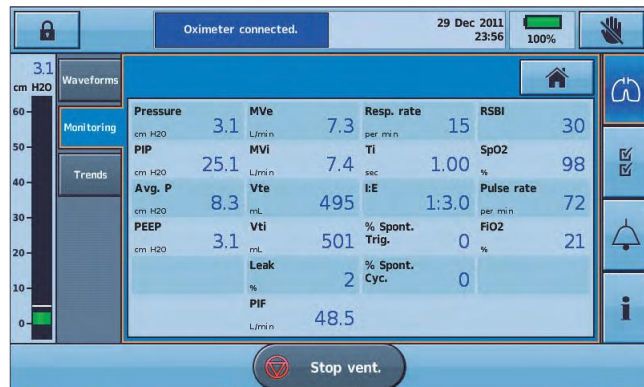 Oximeter connected.
29 Dec 2011
23:56
100%
3.1
cm H2O
60
50
40
30
20
10
0
Waveforms
Monitoring
Trends
Pressure cm H2O 3.1 MVe L/min 7.3 Resp. rate per min 15 RSBI 30
PIP cm H2O 25.1 MVi L/min 7.4 Ti sec 1.00 SpO2 % 98
Avg. P cm H2O 8.3 Vte mL 495 I:E 1:3.0 Pulse rate per min 72
PEEP cm H2O 3.1 Vti mL 501 % Spont. Trig. 0 FiO2 % 21
Leak % 2 % Spont. Cyc. 0
PIF L/min 48.5
Stop vent.